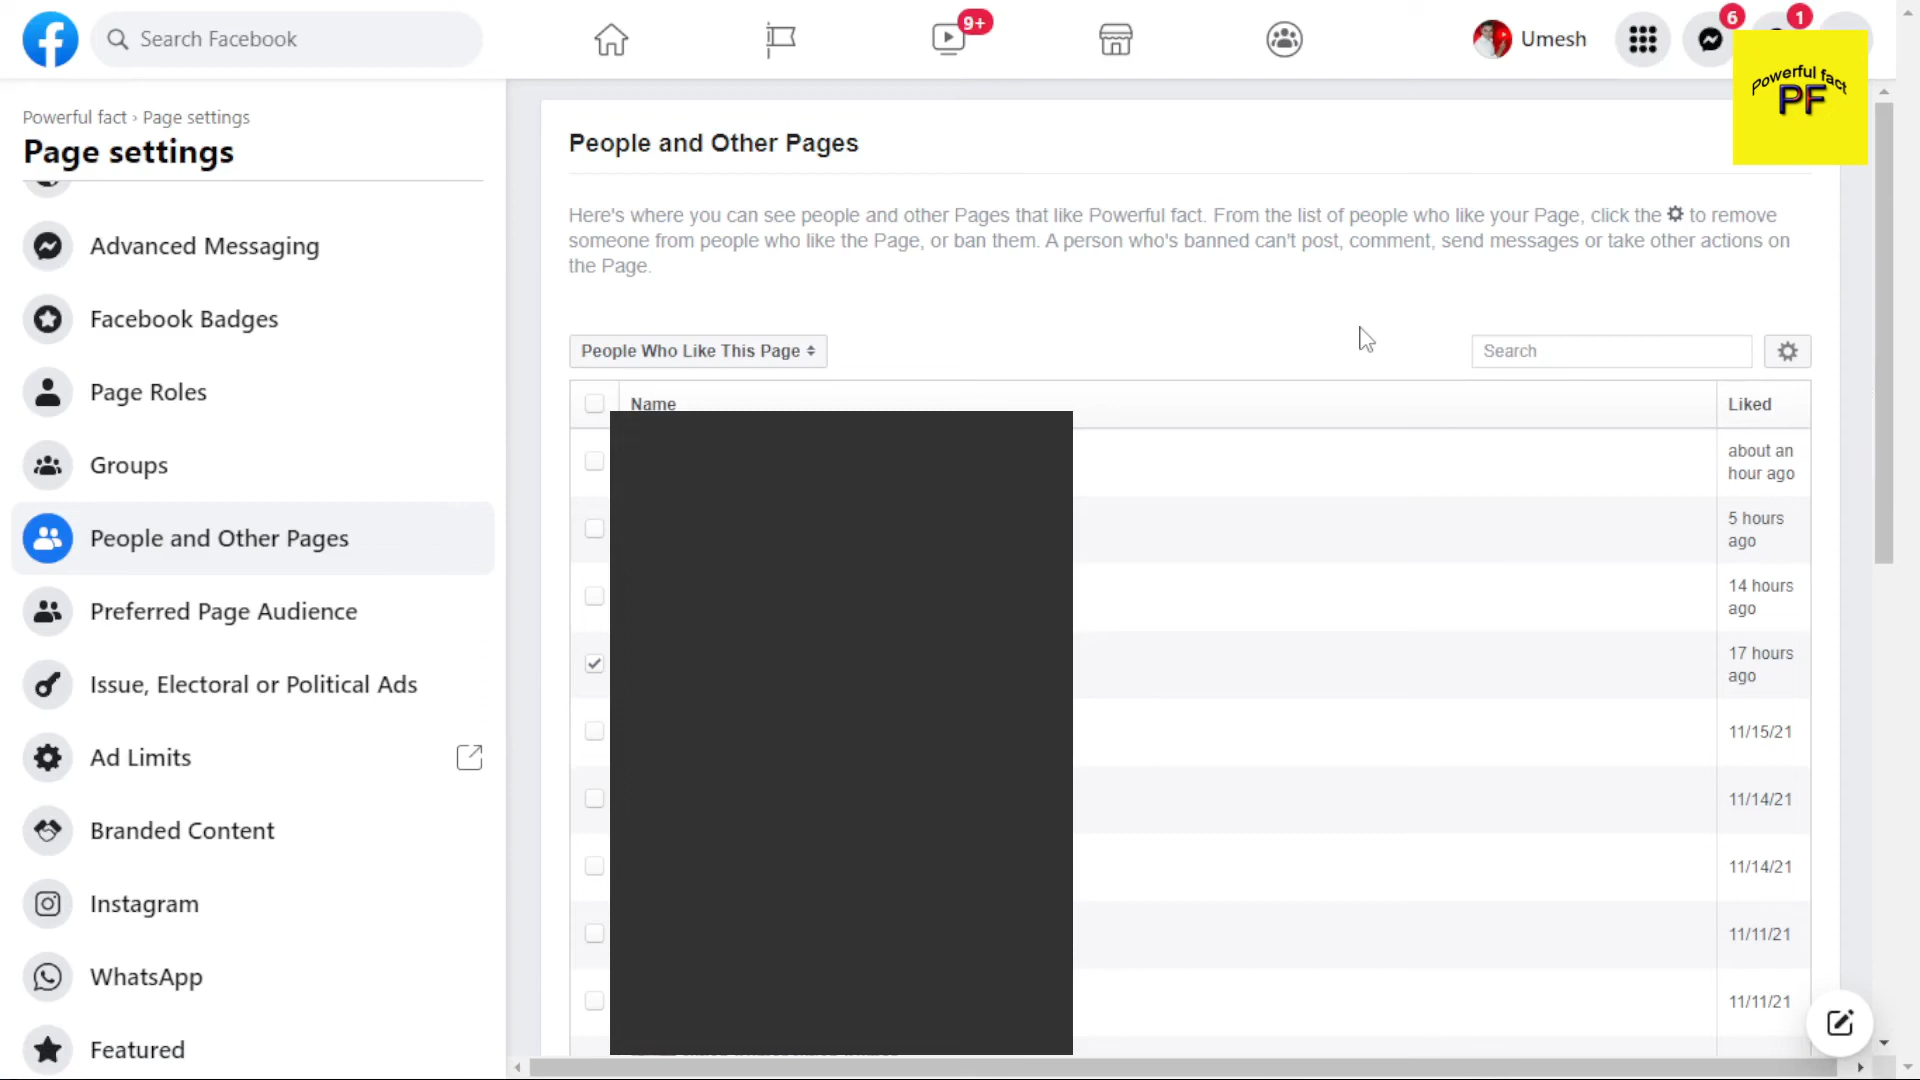 Search Facebook
9+
Umesh
6
1
Powerful fact
PF
Powerful fact › Page settings
Page settings
Advanced Messaging
Facebook Badges
Page Roles
Groups
People and Other Pages
Preferred Page Audience
Issue, Electoral or Political Ads
Ad Limits
Branded Content
Instagram
WhatsApp
Featured
People and Other Pages
Here's where you can see people and other Pages that like Powerful fact. From the list of people who like your Page, click the to remove
someone from people who like the Page, or ban them. A person who's banned can't post, comment, send messages or take other actions on
the Page.
People Who Like This Page
Search
Name
Liked
about an
hour ago
5 hours
ago
14 hours
ago
17 hours
ago
11/15/21
11/14/21
11/14/21
11/11/21
11/11/21